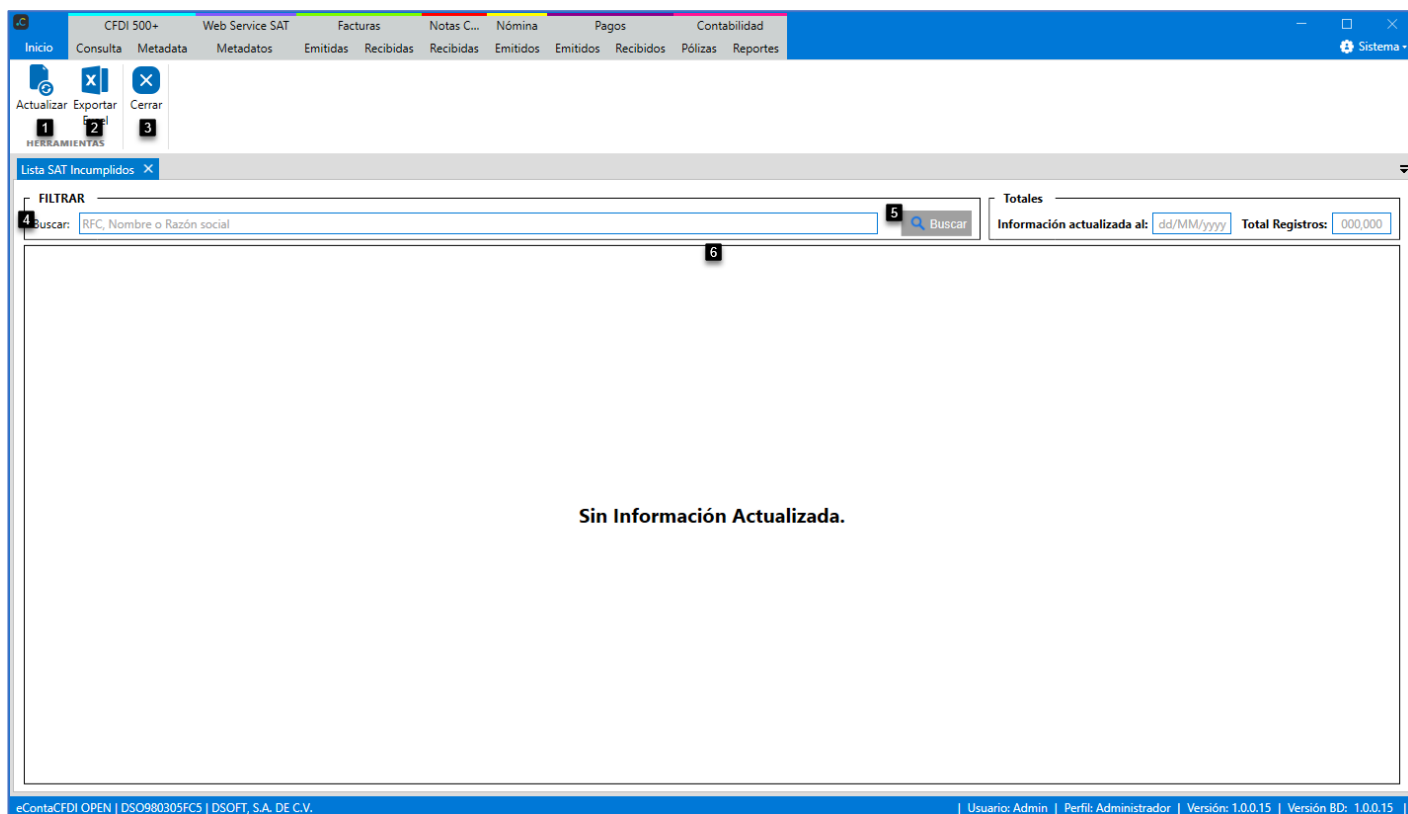 CFDI 500+ Web Service SAT Facturas Notas C... Nómina Pagos Contabilidad
Inicio Consulta Metadata Metadatos Emitidas Recibidas Recibidas Emitidos Emitidos Recibidos Pólizas Reportes Sistema
Actualizar Exportar Excel Cerrar
1 2 3
HERRAMIENTAS
Lista SAT Incumplidos
FILTRAR
4 Buscar: RFC, Nombre o Razón social 5 Buscar
Totales
Información actualizada al: dd/MM/yyyy Total Registros: 000,000
6
Sin Información Actualizada.
eContaCFDI OPEN | DSO980305FC5 | DSOFT, S.A. DE C.V. | Usuario: Admin | Perfil: Administrador | Versión: 1.0.0.15 | Versión BD: 1.0.0.15 |